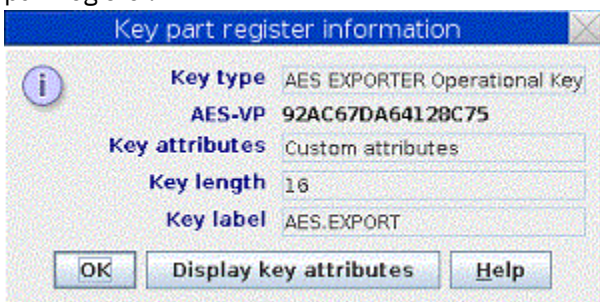 Key part register information
Key type AES EXPORTER Operational Key
AES-VP 92AC67DA64128C75
Key attributes Custom attributes
Key length 16
Key label AES.EXPORT
OK Display key attributes Help